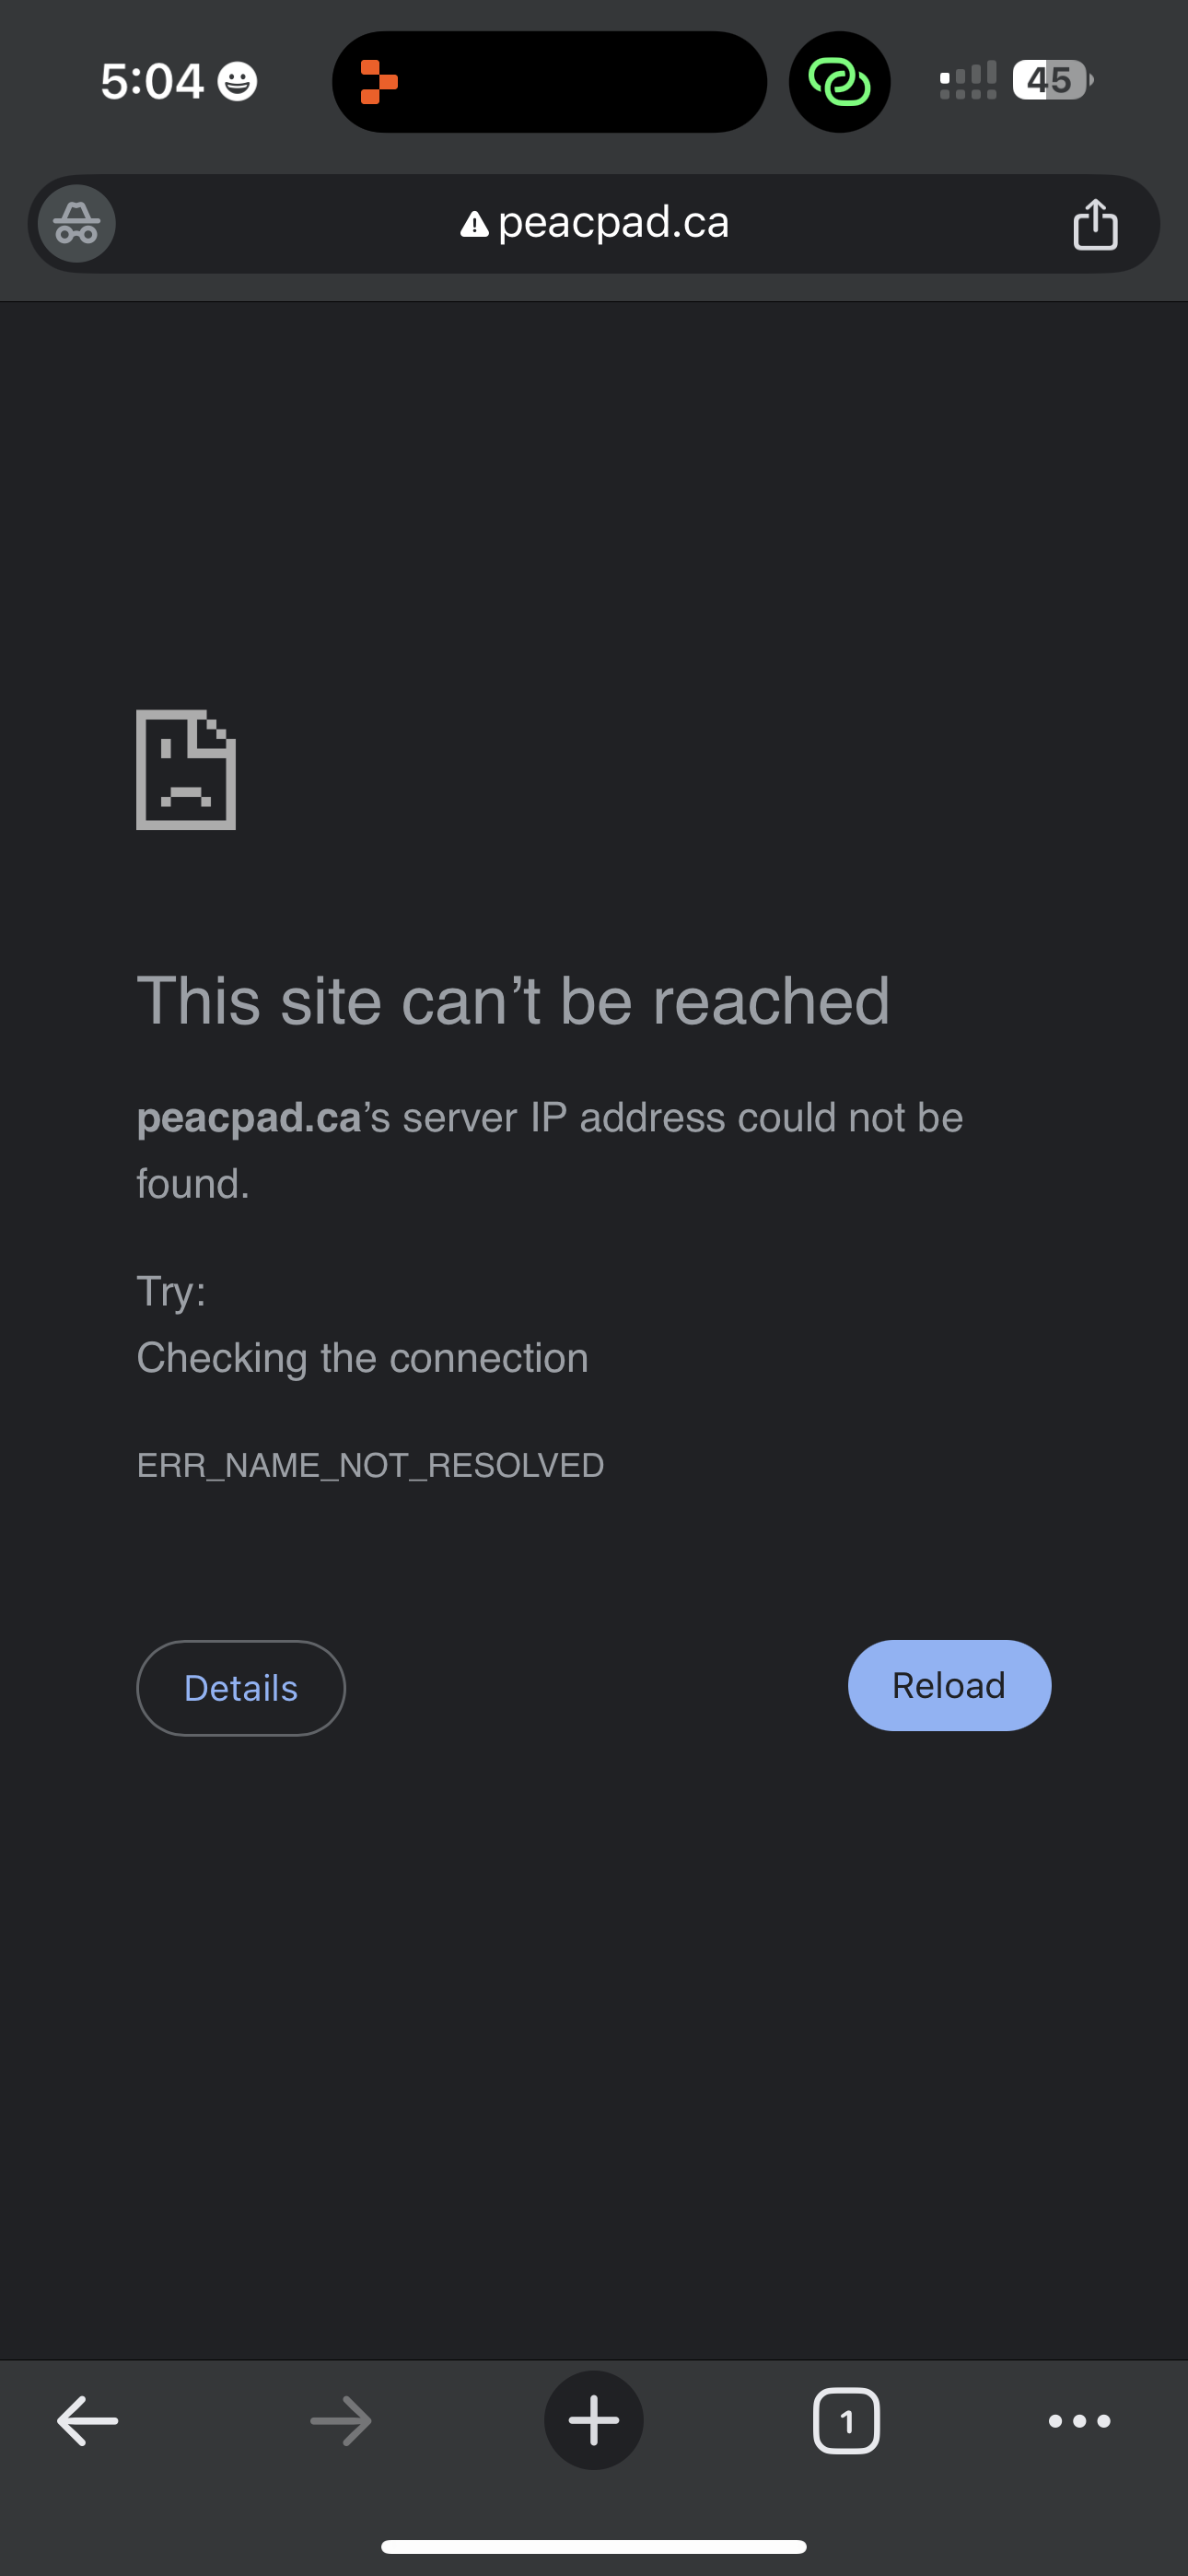 5:04
45
peacpad.ca
This site can’t be reached
peacpad.ca’s server IP address could not be
found.
Try:
Checking the connection
ERR_NAME_NOT_RESOLVED
Details
Reload
1